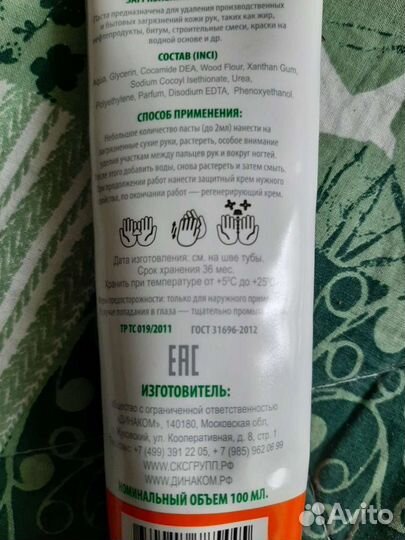 Паста предназначена для удаления производственных
и бытовых загрязнений кожи рук, таких как жир,
нефтепродукты, битум, строительные смеси, краски на
водной основе и др.
СОСТАВ (INCI)
Aqua, Glycerin, Cocamide DEA, Wood Flour, Xanthan Gum,
Sodium Cocoyl Isethionate, Urea,
Polyethylene, Parfum, Disodium EDTA, Phenoxyethanol.
СПОСОБ ПРИМЕНЕНИЯ:
Небольшое количество пасты (до 2мл) нанести на
загрязненные сухие руки, растереть, особое внимание
уделяя участкам между пальцев рук и вокруг ногтей.
После этого добавить воды, снова растереть и затем смыть.
При продолжении работ нанести защитный крем нужного
свойства, по окончании работ — регенерирующий крем.
Дата изготовления: см. на шве тубы.
Срок хранения 36 мес.
Хранить при температуре от +5°С до +25°С
Меры предосторожности: только для наружного
случае попадания в глаза — тщательно
ТР ТС 019/2011 ГОСТ 31696-2012
ЕАС
ИЗГОТОВИТЕЛЬ:
Общество с ограниченной ответственностью
«ДИНАКОМ», 140180, Московская обл,
Жуковский, ул. Кооперативная, д. 8, стр. 1
+7 (499) 391 22 05, + 7 (985) 962 06 99
WWW.СКСГРУПП.РФ
WWW.ДИНАКОМ.РФ
НОМИНАЛЬНЫЙ ОБЪЕМ 100 МЛ.
Avito